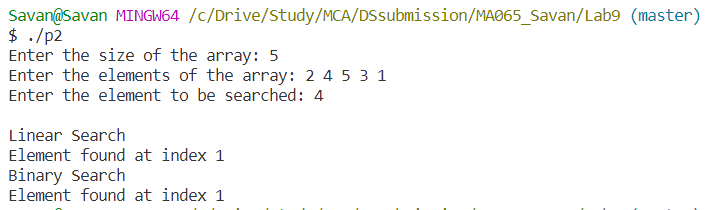 Savan@Savan MINGW64 /c/Drive/Study/MCA/DSsubmission/MA065_Savan/Lab9 (master)
$ ./p2
Enter the size of the array: 5
Enter the elements of the array: 2 4 5 3 1
Enter the element to be searched: 4
Linear Search
Element found at index 1
Binary Search
Element found at index 1